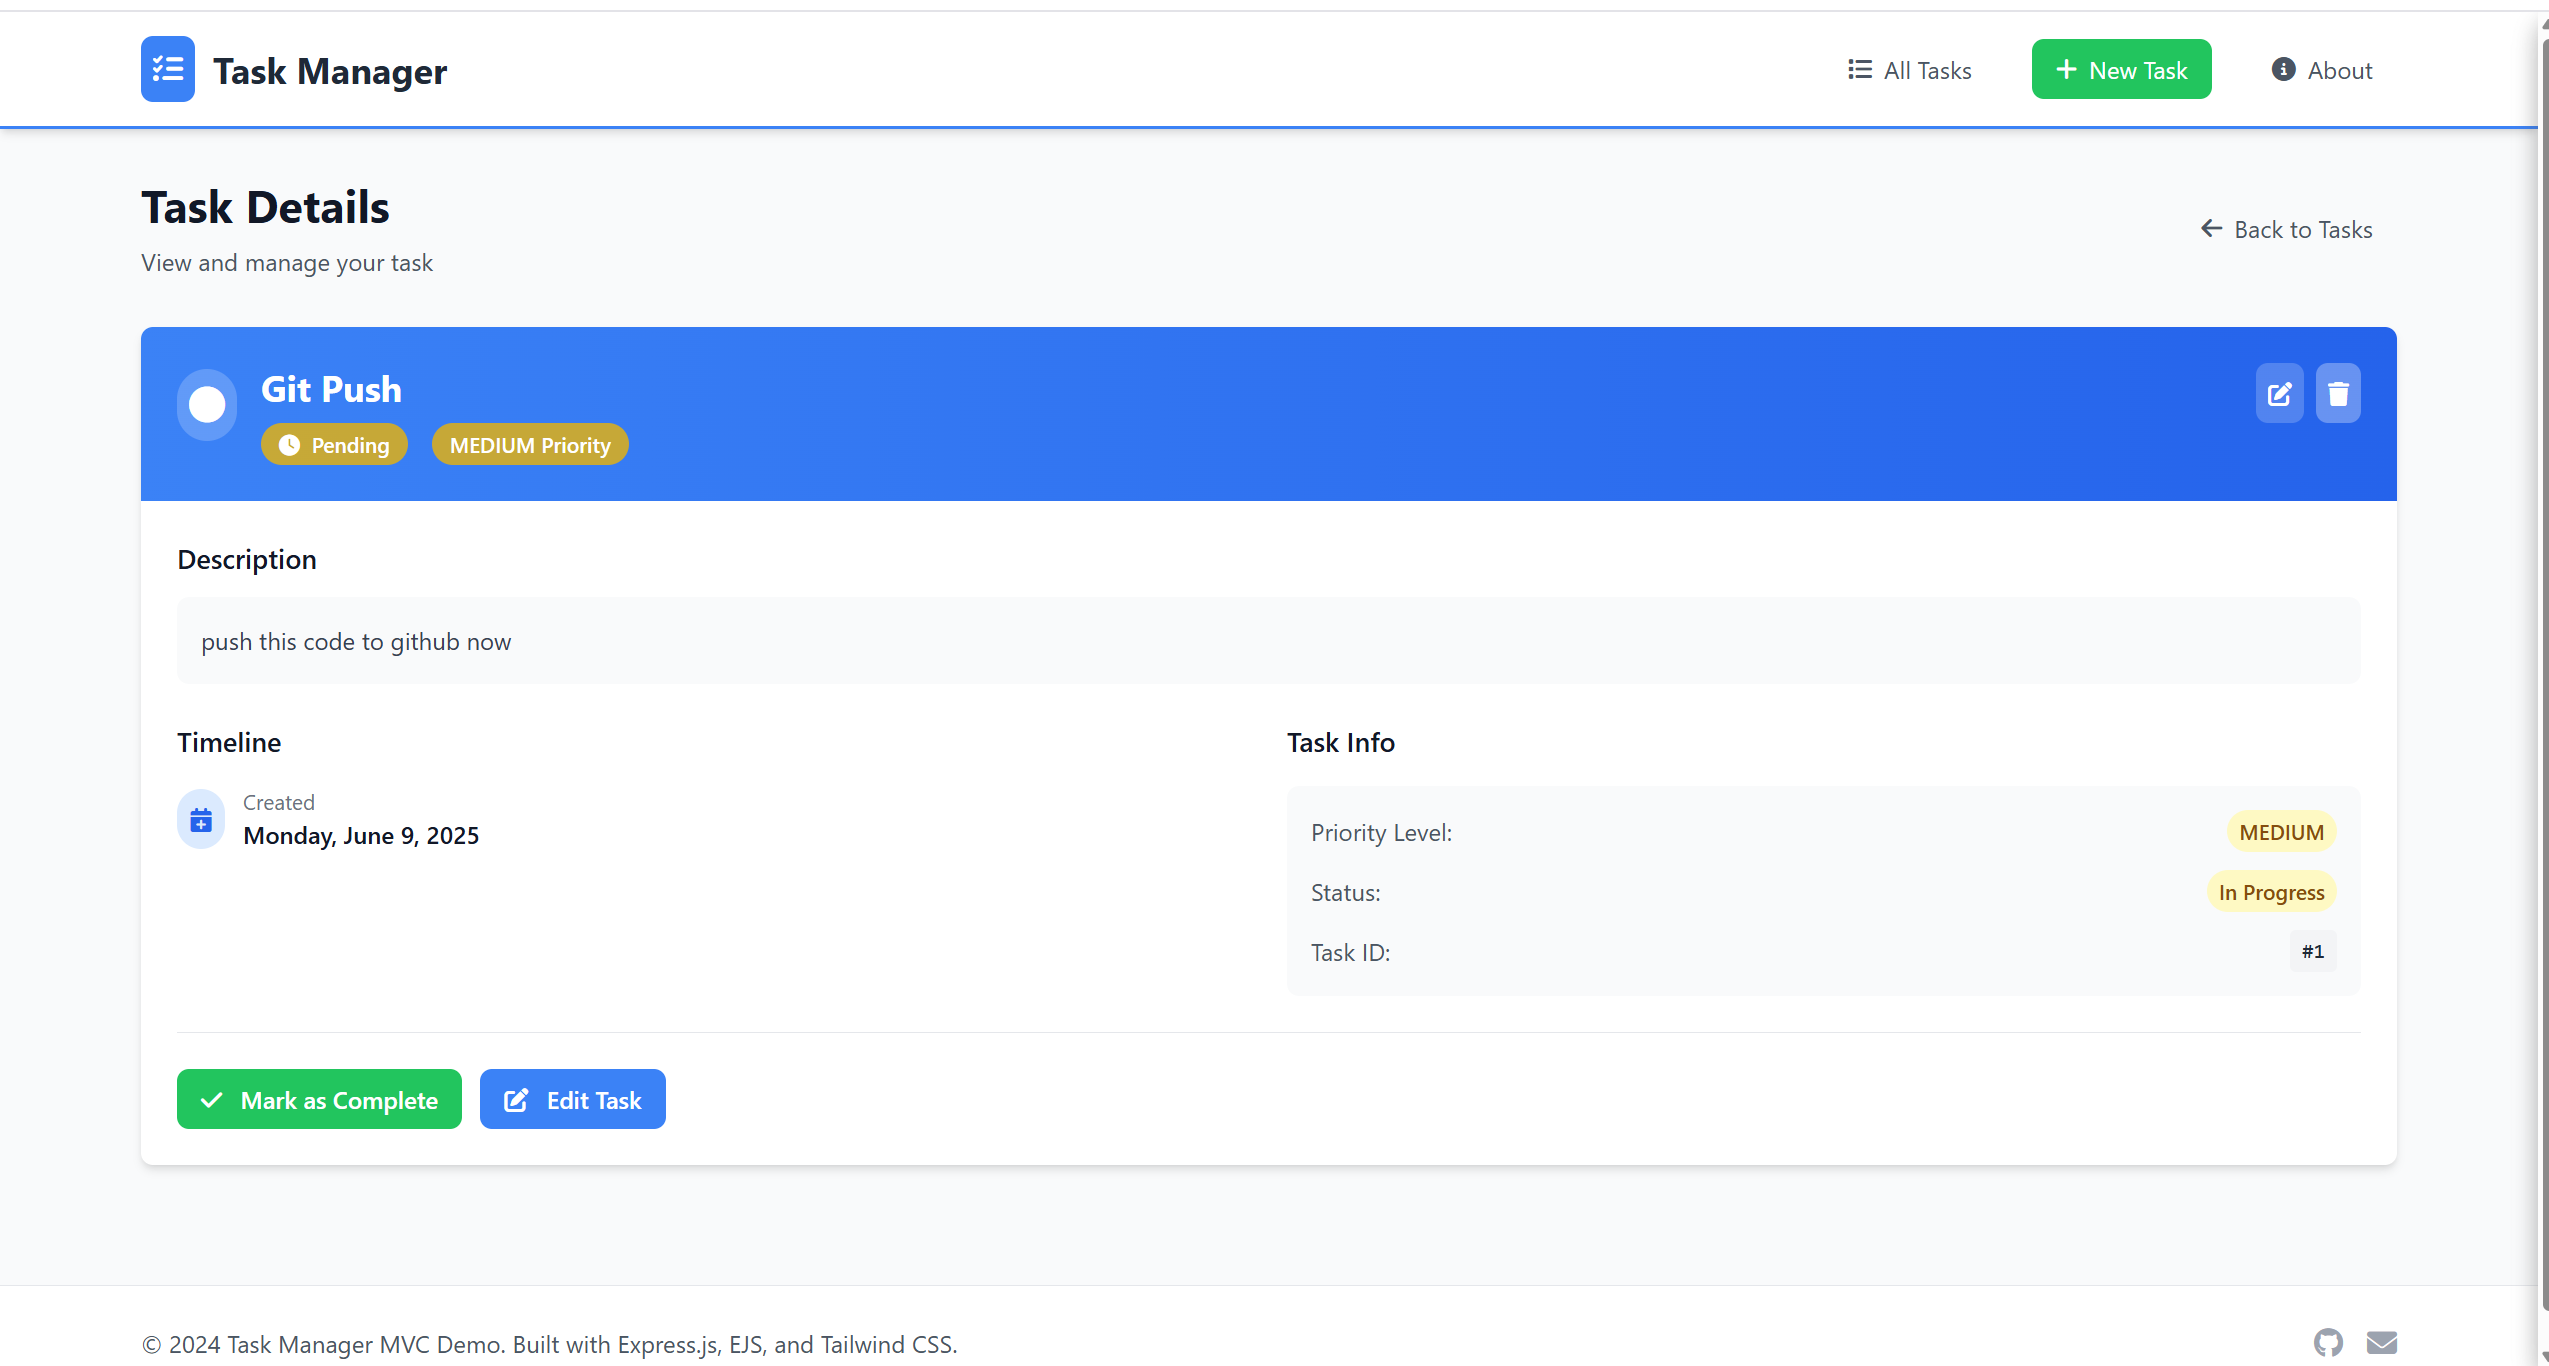 Task Manager
All Tasks
New Task
About
Task Details
View and manage your task
Back to Tasks
Git Push
Pending
MEDIUM Priority
Description
push this code to github now
Timeline
Created
Monday, June 9, 2025
Task Info
Priority Level:
MEDIUM
Status:
In Progress
Task ID:
#1
Mark as Complete
Edit Task
© 2024 Task Manager MVC Demo. Built with Express.js, EJS, and Tailwind CSS.